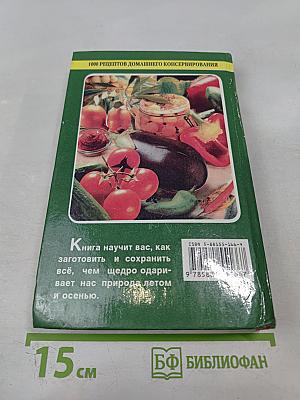 1000 РЕЦЕПТОВ ДОМАШНЕГО КОНСЕРВИРОВАНИЯ
Книга научит вас, как
заготовить и сохранить
всё, чем щедро одари-
вает нас природа летом
и осенью.
15 см
БФ БИБЛИОФАН